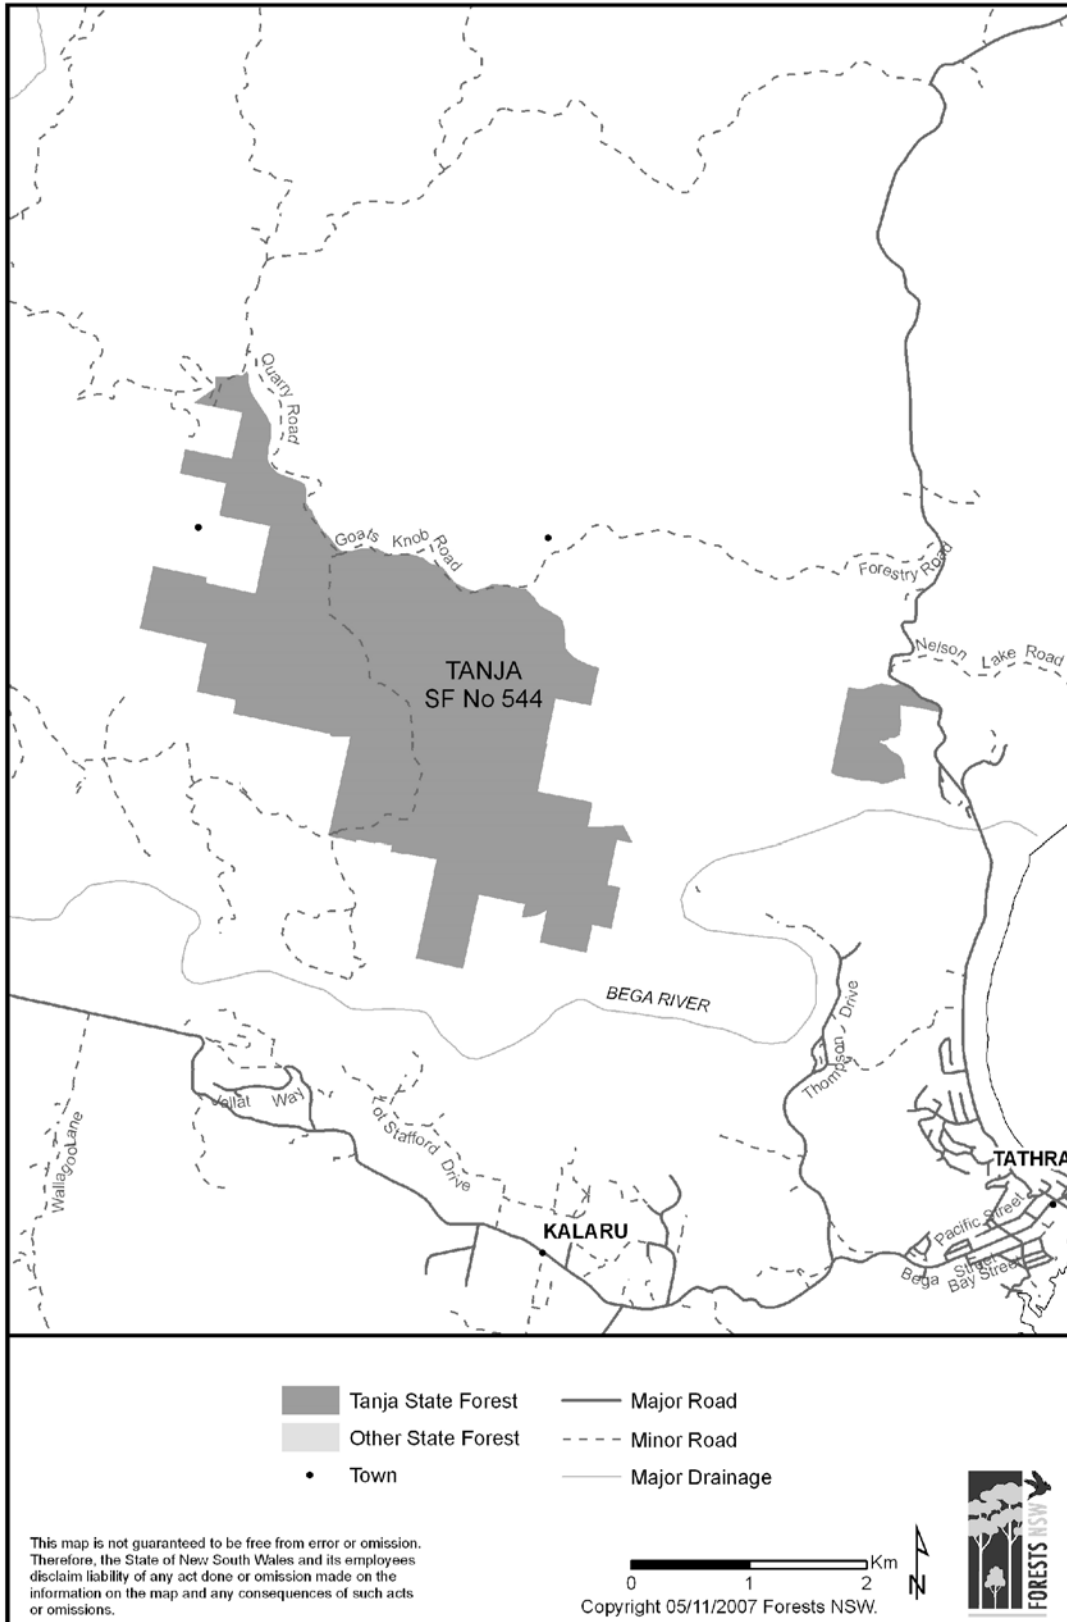 Quarry Road
Goats Knob Road
Forestry Road
Nelson Lake Road
TANJA
SF No 544
BEGA RIVER
Thompson Drive
Jellat Way
ot Stafford Drive
WallagooLane
TATHRA
KALARU
Pacific Street
Bega Street
Bay Street
Tanja State Forest
Other State Forest
Town
Major Road
Minor Road
Major Drainage
This map is not guaranteed to be free from error or omission.
Therefore, the State of New South Wales and its employees
disclaim liability of any act done or omission made on the
information on the map and any consequences of such acts
or omissions.
Km
0 1 2
N
Copyright 05/11/2007 Forests NSW.
FORESTS NSW